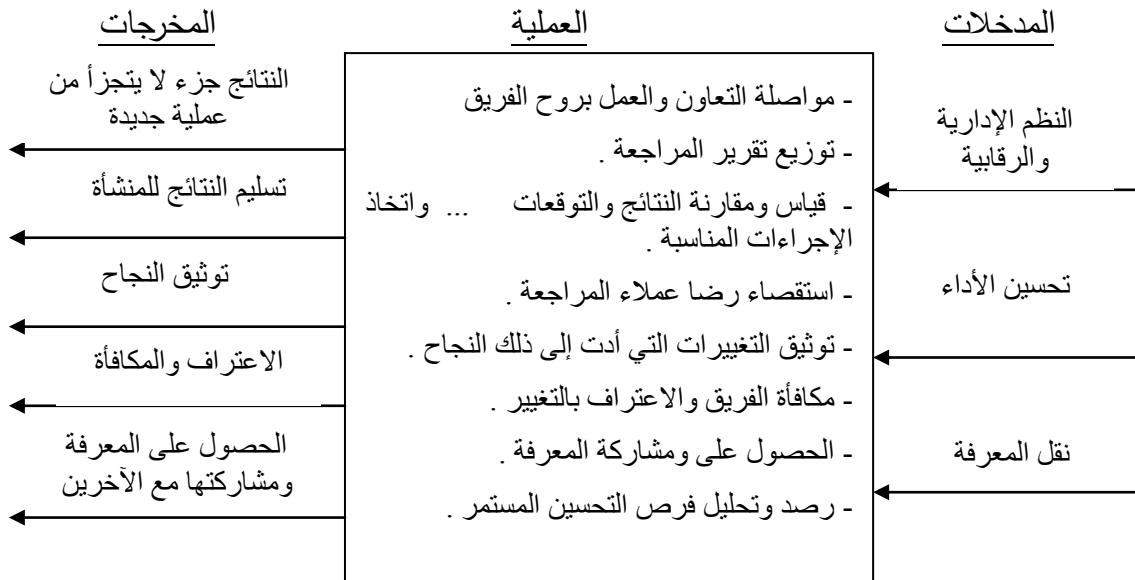 المدخلات
العملية
المخرجات
النظم الإدارية
والرقابية
تحسين الأداء
نقل المعرفة
- مواصلة التعاون والعمل بروح الفريق
- توزيع تقرير المراجعة .
- قياس ومقارنة النتائج والتوقعات ... واتخاذ
الإجراءات المناسبة .
- استقصاء رضا عملاء المراجعة .
- توثيق التغييرات التي أدت إلى ذلك النجاح .
- مكافأة الفريق والاعتراف بالتغيير .
- الحصول على ومشاركة المعرفة .
- رصد وتحليل فرص التحسين المستمر .
النتائج جزء لا يتجزأ من
عملية جديدة
تسليم النتائج للمنشأة
توثيق النجاح
الاعتراف والمكافأة
الحصول على المعرفة
ومشاركتها مع الآخرين